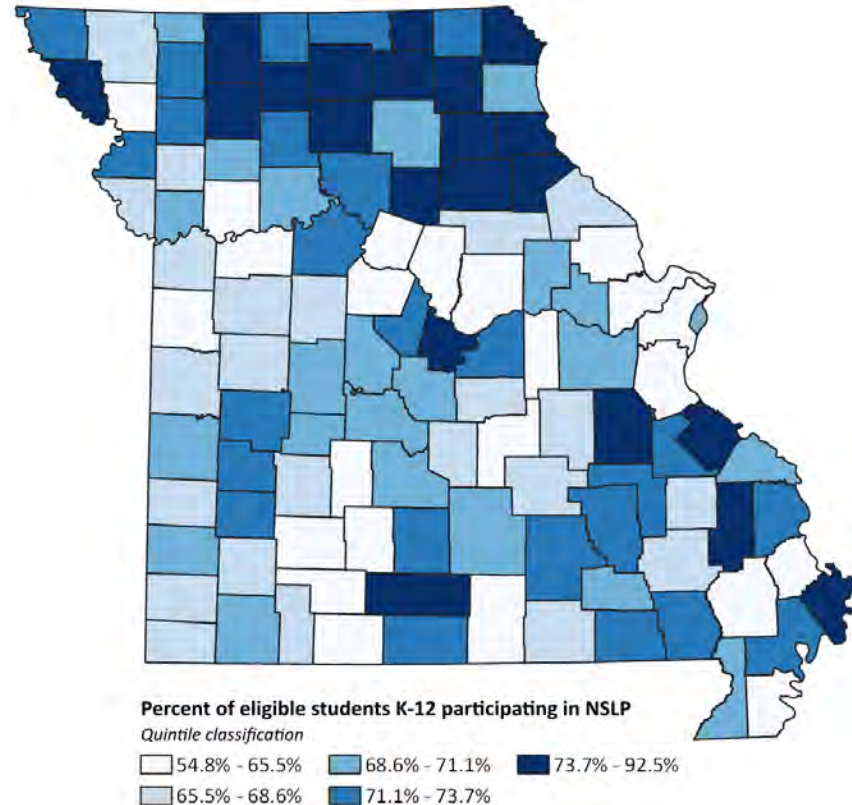 Percent of eligible students K-12 participating in NSLP
Quintile classification
54.8% - 65.5% 68.6% - 71.1% 73.7% - 92.5%
65.5% - 68.6% 71.1% - 73.7%